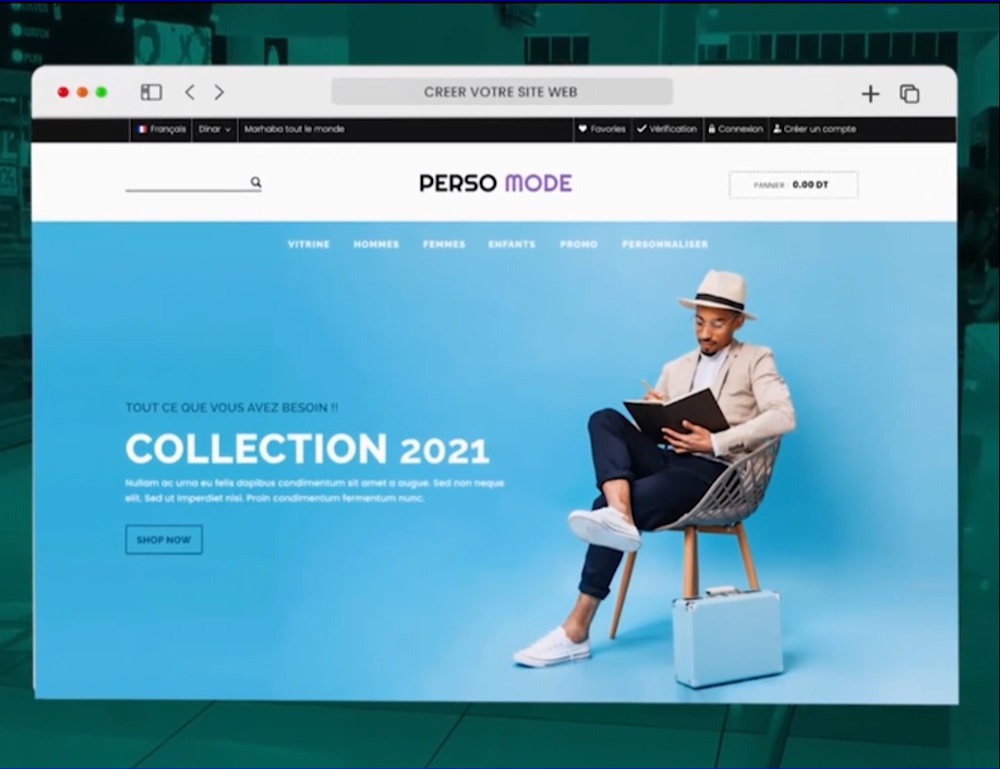 CREER VOTRE SITE WEB
Français Dinar Marhaba tout le monde Favories Vérification Connexion Créer un compte
PERSO MODE
PANNIER : 0.00 DT
VITRINE HOMMES FEMMES ENFANTS PROMO PERSONNALISER
TOUT CE QUE VOUS AVEZ BESOIN !!
COLLECTION 2021
Nullam ac urna eu felis dapibus condimentum sit amet a augue. Sed non neque
elit. Sed ut imperdiet nisi. Proin condimentum fermentum nunc.
SHOP NOW